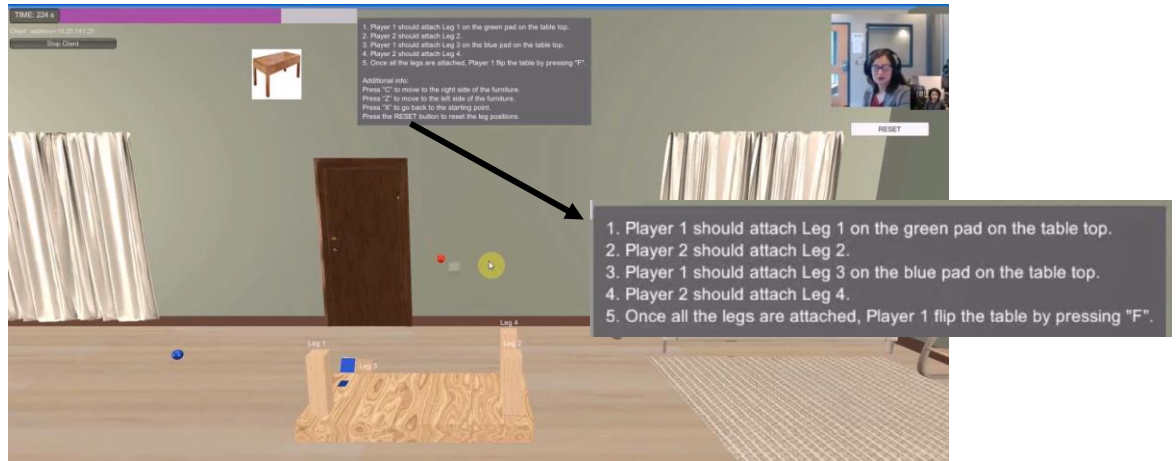 TIME: 224 s
Stop Client
1. Player 1 should attach Leg 1 on the green pad on the table top.
2. Player 2 should attach Leg 2.
3. Player 1 should attach Leg 3 on the blue pad on the table top.
4. Player 2 should attach Leg 4.
5. Once all the legs are attached, Player 1 flip the table by pressing "F".
Additional info:
Press "C" to move to the right side of the furniture.
Press "Z" to move to the left side of the furniture.
Press "X" to go back to the starting point.
Press the RESET button to reset the leg positions.
RESET
1. Player 1 should attach Leg 1 on the green pad on the table top.
2. Player 2 should attach Leg 2.
3. Player 1 should attach Leg 3 on the blue pad on the table top.
4. Player 2 should attach Leg 4.
5. Once all the legs are attached, Player 1 flip the table by pressing "F".
Leg 4
Leg 1
Leg 2
Leg 3